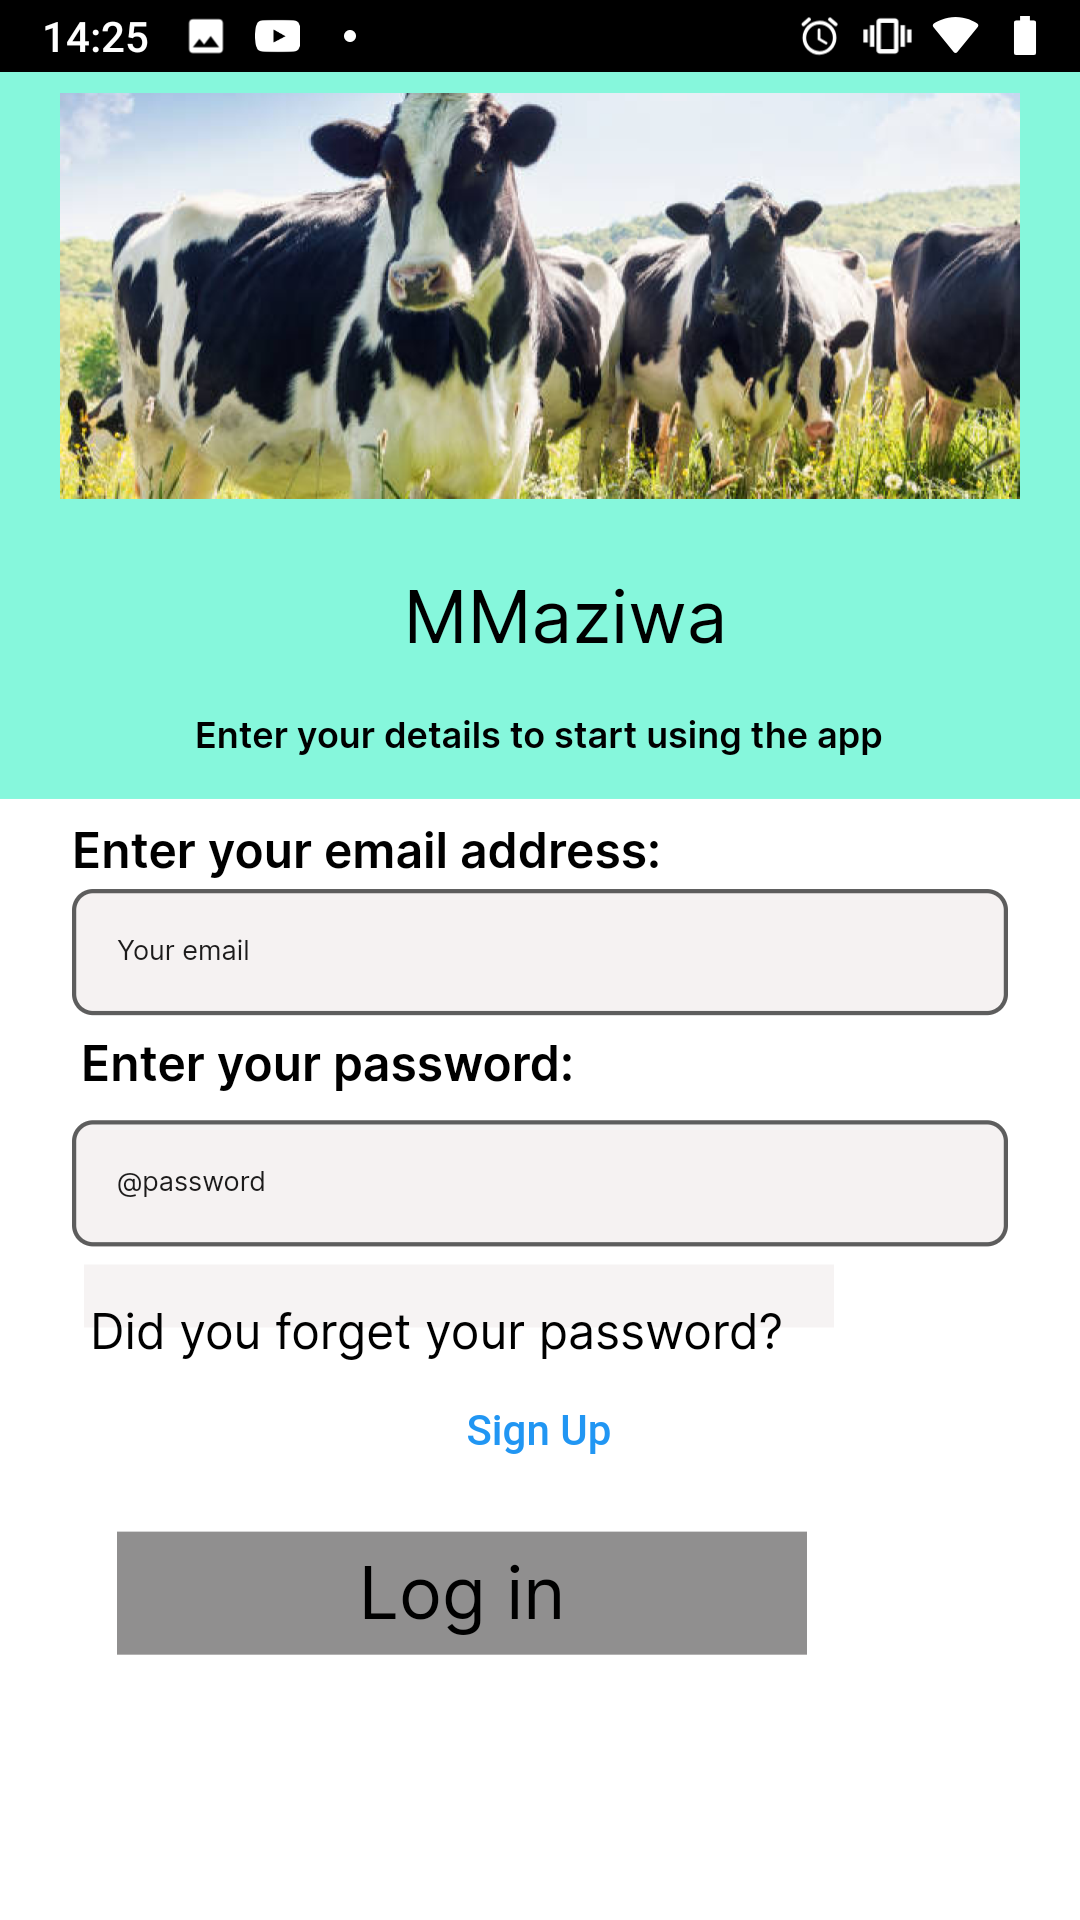 14:25
MMaziwa
Enter your details to start using the app
Enter your email address:
Your email
Enter your password:
@password
Did you forget your password?
Sign Up
Log in